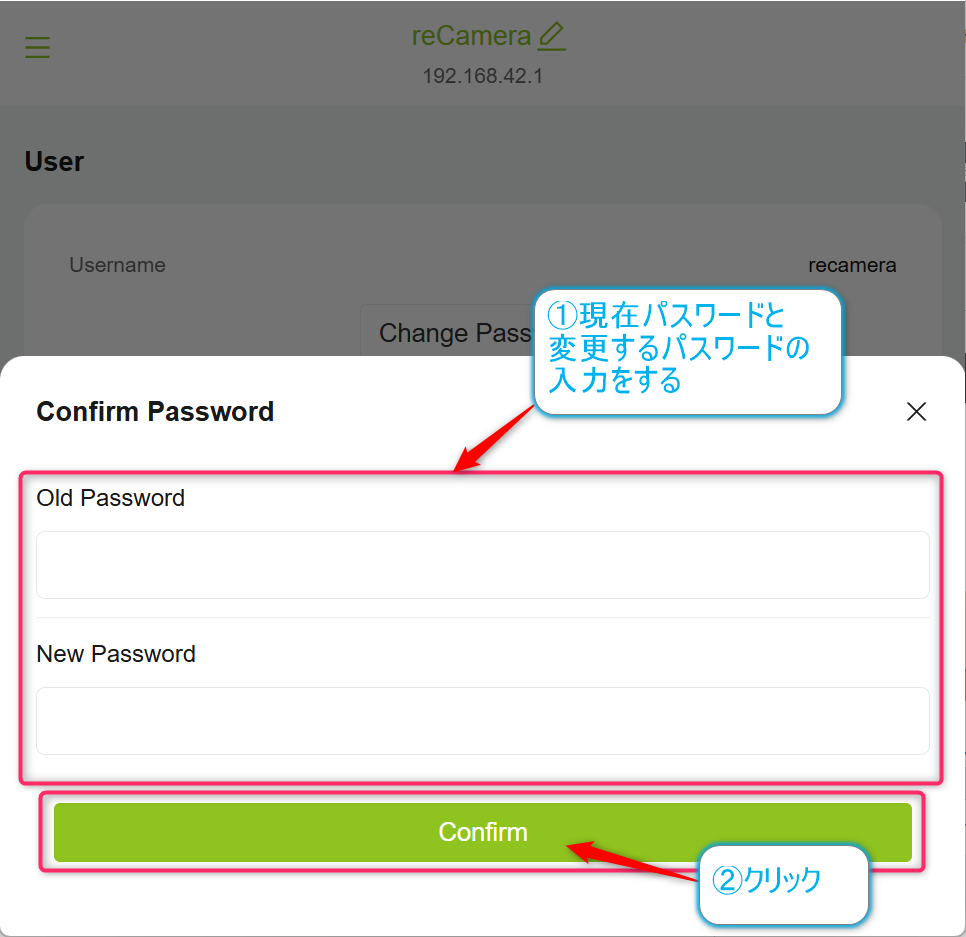 reCamera
192.168.42.1
User
Username
recamera
Change Pass
①現在パスワードと
変更するパスワードの
入力をする
Confirm Password
Old Password
New Password
Confirm
②クリック